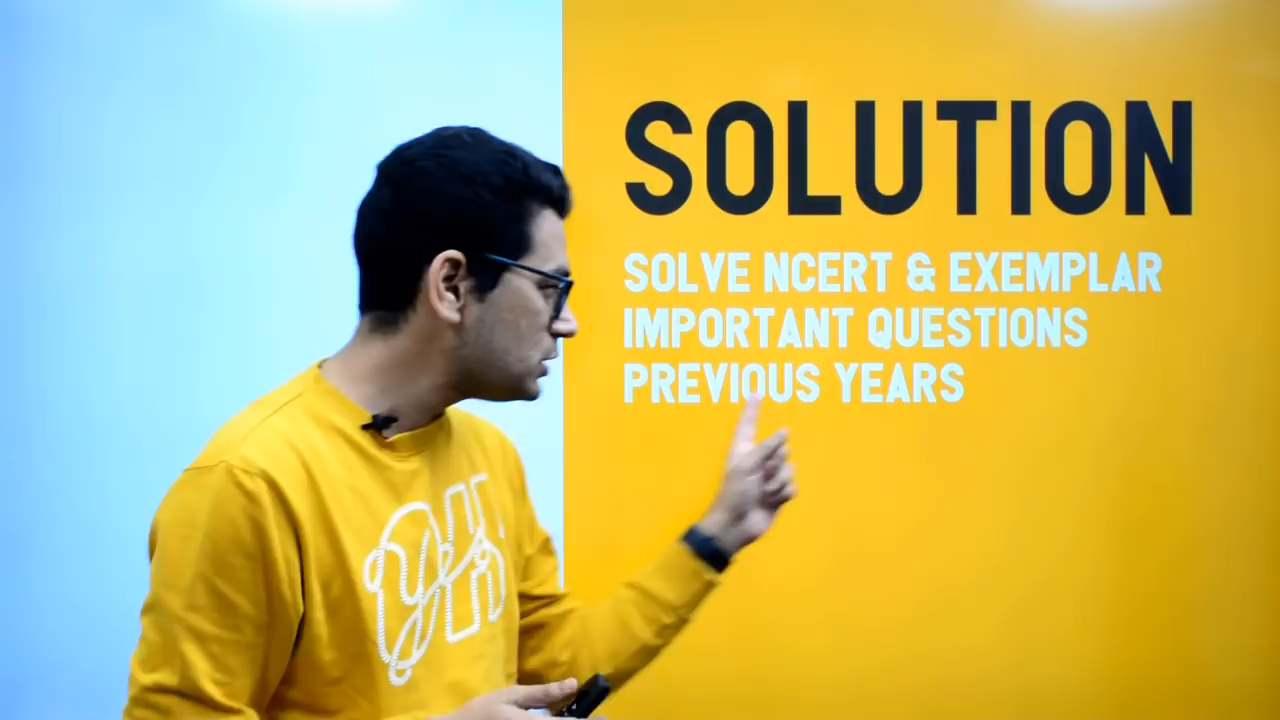 SOLUTION
SOLVE NCERT & EXEMPLAR
IMPORTANT QUESTIONS
PREVIOUS YEARS